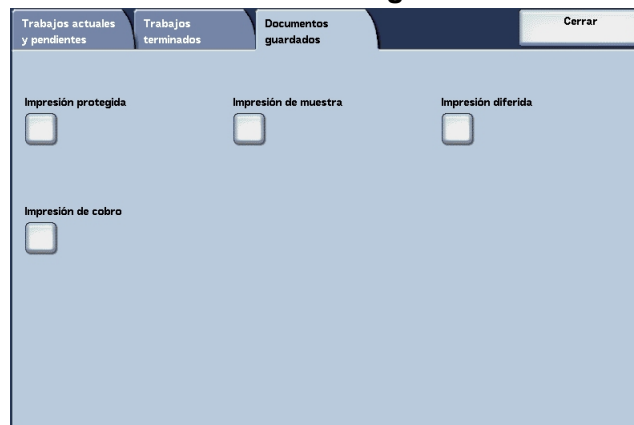 Trabajos actuales
y pendientes
Trabajos
terminados
Documentos
guardados
Cerrar
Impresión protegida
Impresión de muestra
Impresión diferida
Impresión de cobro